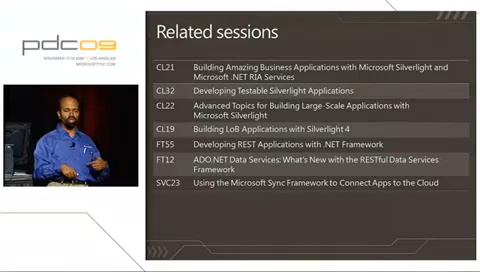 pdc09
NOVEMBER 17-19 2009 LOS ANGELES
MICROSOFTPDC.COM
Related sessions
CL21 Building Amazing Business Applications with Microsoft Silverlight and
Microsoft .NET RIA Services
CL32 Developing Testable Silverlight Applications
CL22 Advanced Topics for Building Large-Scale Applications with
Microsoft Silverlight
CL19 Building LoB Applications with Silverlight 4
FT55 Developing REST Applications with .NET Framework
FT12 ADO.NET Data Services: What's New with the RESTful Data Services
Framework
SVC23 Using the Microsoft Sync Framework to Connect Apps to the Cloud